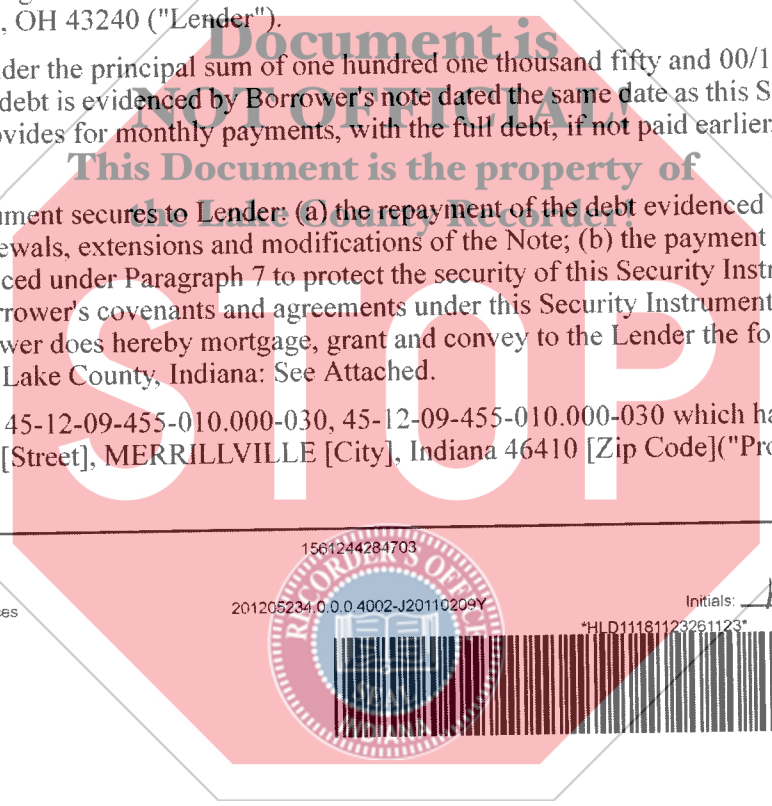 , OH 43240 ("Lender").
Document is
der the principal sum of one hundred one thousand fifty and 00/1
debt is evidenced by Borrower's note dated the same date as this S
NOT OFFICIAL!
vides for monthly payments, with the full debt, if not paid earlier
This Document is the property of
the Lake County Recorder!
ment secures to Lender: (a) the repayment of the debt evidenced
ewals, extensions and modifications of the Note; (b) the payment
ced under Paragraph 7 to protect the security of this Security Instr
rrower's covenants and agreements under this Security Instrument
wer does hereby mortgage, grant and convey to the Lender the fo
Lake County, Indiana: See Attached.
STOP
45-12-09-455-010.000-030, 45-12-09-455-010.000-030 which ha
[Street], MERRILLVILLE [City], Indiana 46410 [Zip Code]("Pro
1561244284703
RECORDER'S OFFICE
201205234.0.0.0.4002-J20110209Y
Initials:
ces
*HLD11181123261123*
SEAL
INDIANA